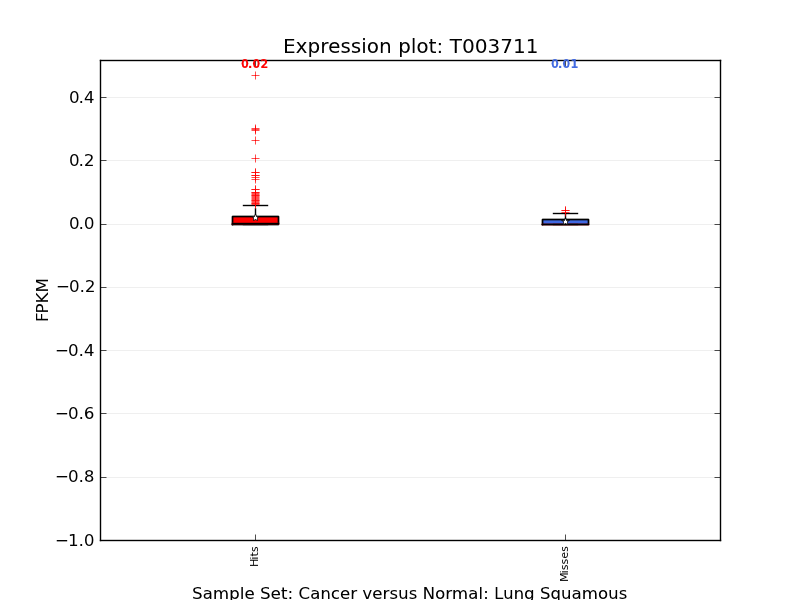 Expression plot: T003711
0.02
0.01
0.4
0.2
0.0
−0.2
−0.4
−0.6
−0.8
−1.0
FPKM
Hits
Misses
Sample Set: Cancer versus Normal: Lung Squamous